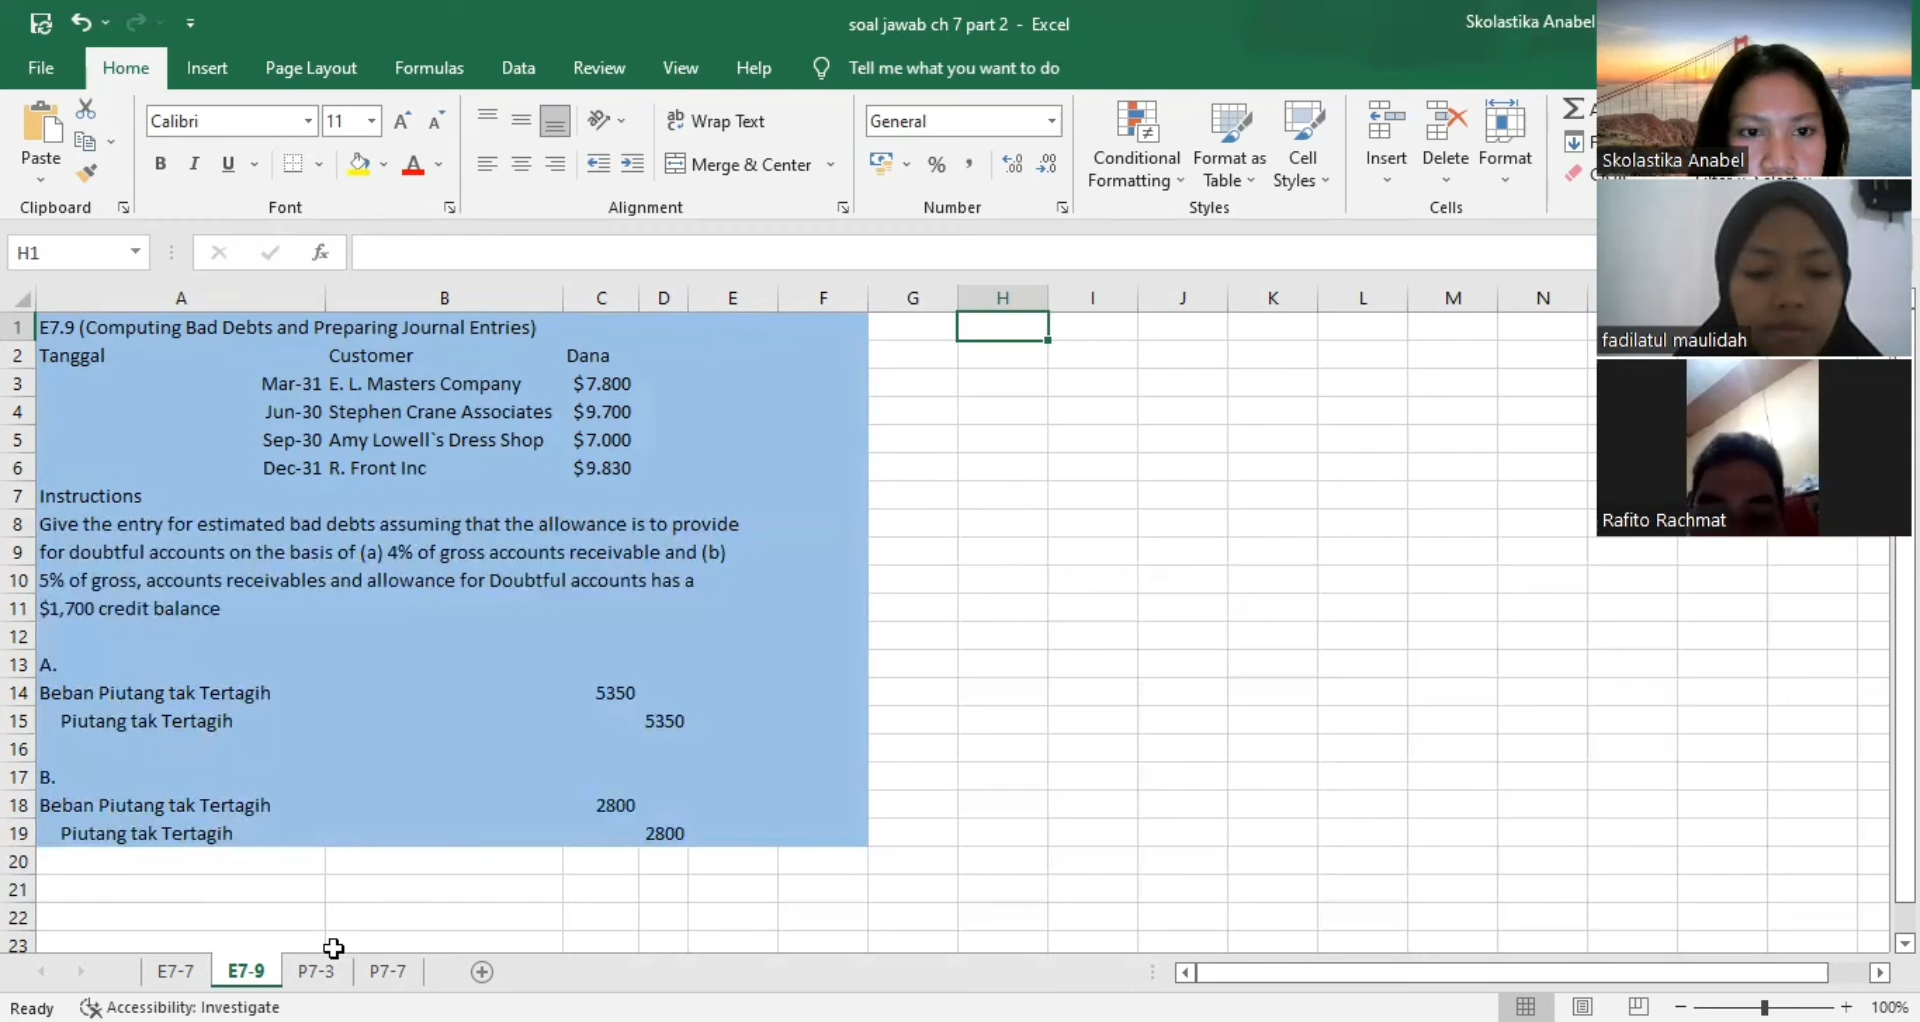 soal jawab ch 7 part 2 - Excel
Skolastika Anabel
File Home Insert Page Layout Formulas Data Review View Help Tell me what you want to do
Calibri 11
Wrap Text
General
Paste
Merge & Center
Conditional Formatting
Format as Table
Cell Styles
Insert Delete Format
Clipboard Font Alignment Number Styles Cells
H1
fx
A B C D E F G H I J K L M N
1 E7.9 (Computing Bad Debts and Preparing Journal Entries)
2 Tanggal Customer Dana
3 Mar-31 E. L. Masters Company $7.800
4 Jun-30 Stephen Crane Associates $9.700
5 Sep-30 Amy Lowell`s Dress Shop $7.000
6 Dec-31 R. Front Inc $9.830
7 Instructions
8 Give the entry for estimated bad debts assuming that the allowance is to provide
9 for doubtful accounts on the basis of (a) 4% of gross accounts receivable and (b)
10 5% of gross, accounts receivables and allowance for Doubtful accounts has a
11 $1,700 credit balance
12
13 A.
14 Beban Piutang tak Tertagih 5350
15 Piutang tak Tertagih 5350
16
17 B.
18 Beban Piutang tak Tertagih 2800
19 Piutang tak Tertagih 2800
20
21
22
23
E7-7 E7-9 P7-3 P7-7
Ready Accessibility: Investigate
100%
Skolastika Anabel
fadilatul maulidah
Rafito Rachmat